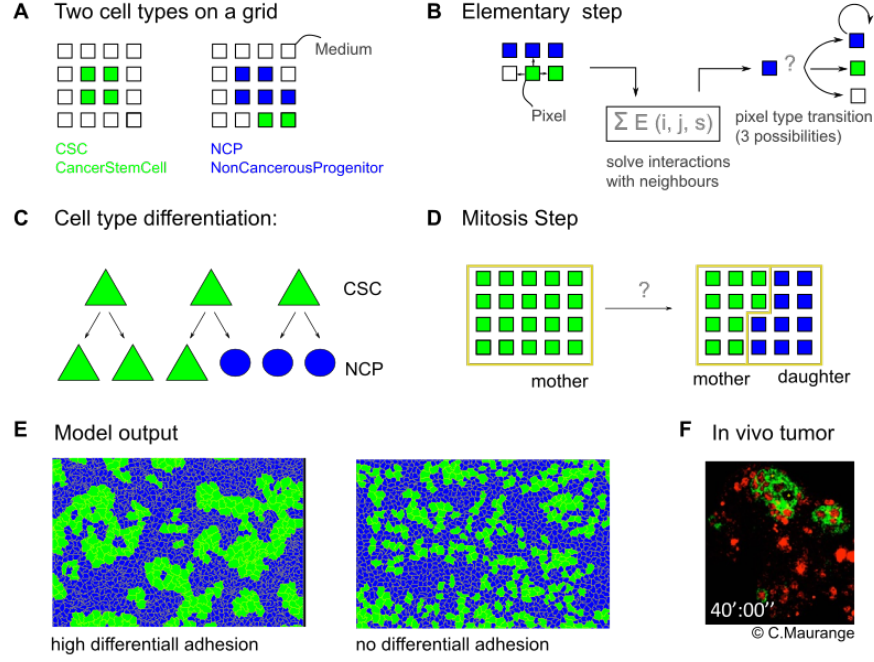 A Two cell types on a grid
Medium
CSC
CancerStemCell
NCP
NonCancerousProgenitor
B Elementary step
Pixel
Σ E (i, j, s)
solve interactions
with neighbours
?
pixel type transition
(3 possibilities)
C Cell type differentiation:
CSC
NCP
D Mitosis Step
?
mother
mother
daughter
E Model output
high differentiall adhesion
no differentiall adhesion
F In vivo tumor
40':00''
© C.Maurange